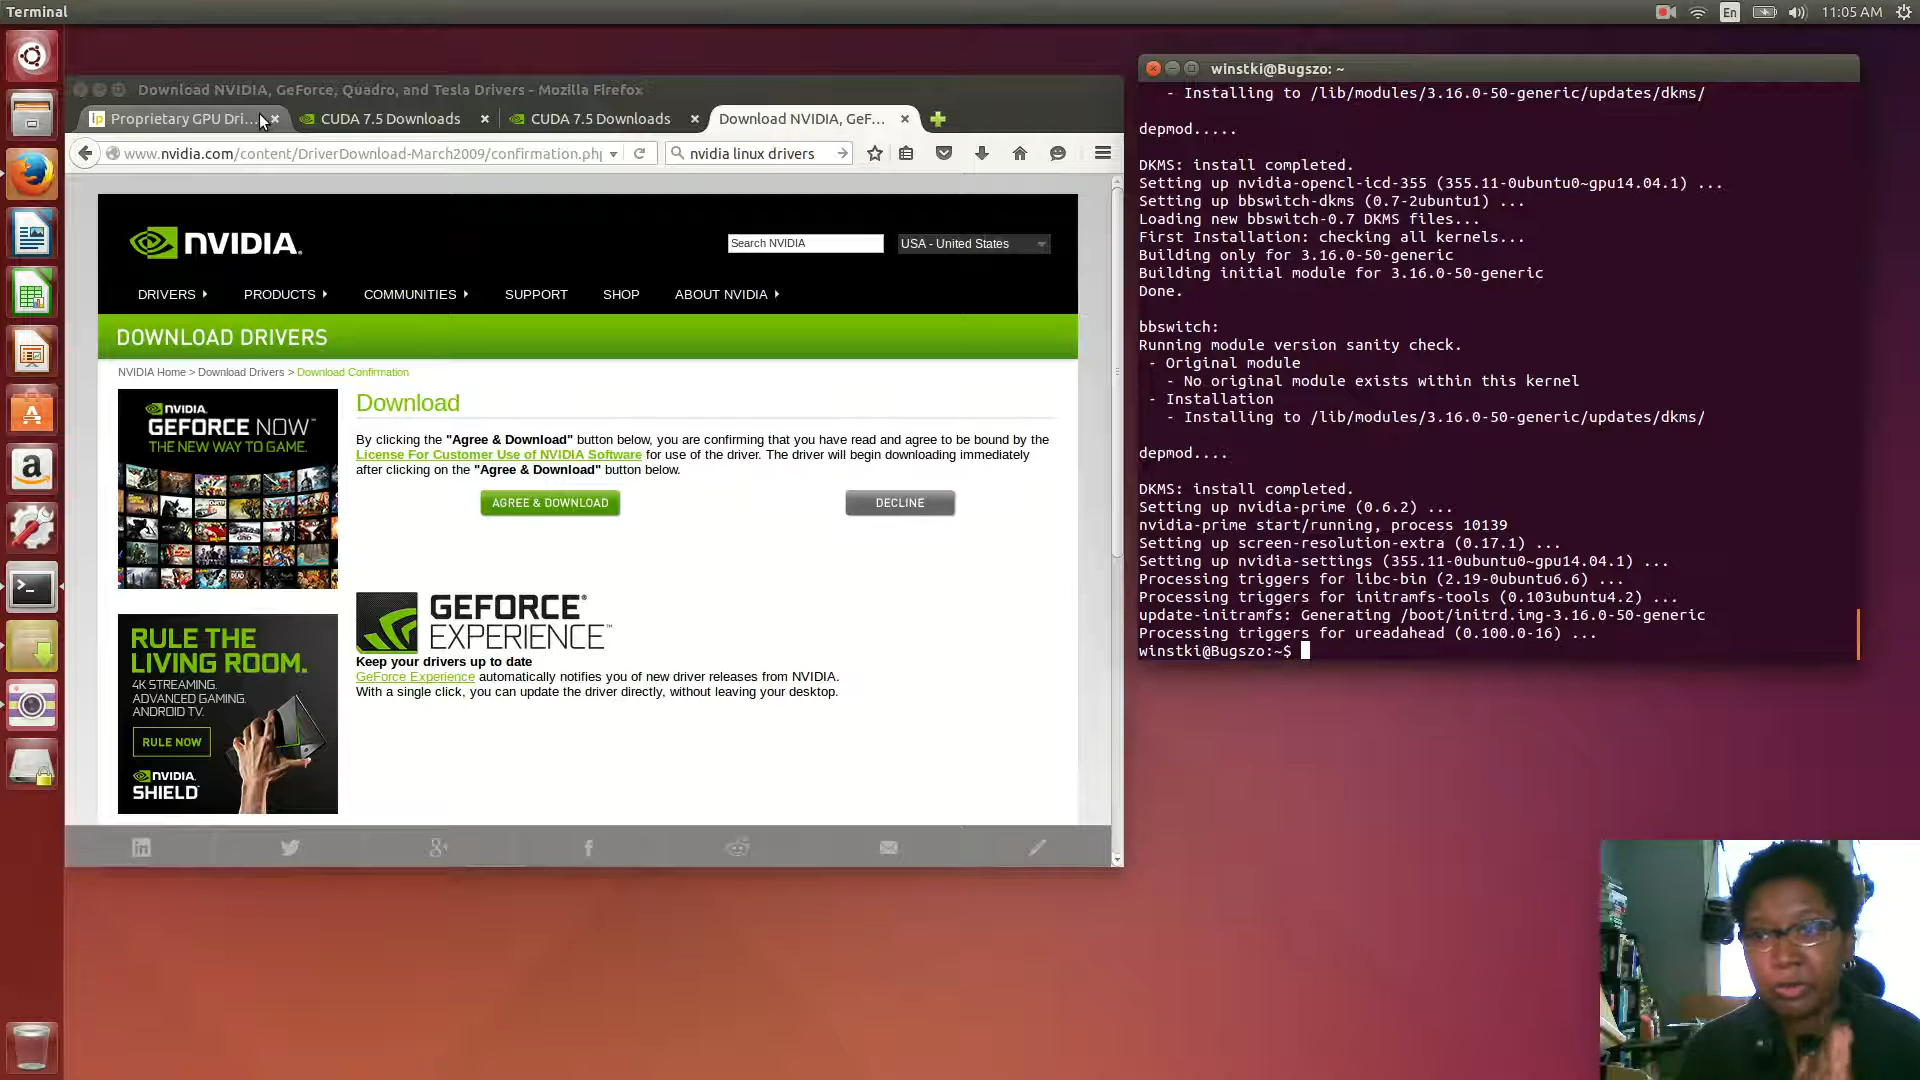 Terminal
En
11:05 AM
Download NVIDIA, GeForce, Quadro, and Tesla Drivers - Mozilla Firefox
Proprietary GPU Dri...
CUDA 7.5 Downloads
CUDA 7.5 Downloads
Download NVIDIA, GeF...
www.nvidia.com/content/DriverDownload-March2009/confirmation.php
nvidia linux drivers
NVIDIA.
Search NVIDIA
USA - United States
DRIVERS
PRODUCTS
COMMUNITIES
SUPPORT
SHOP
ABOUT NVIDIA
DOWNLOAD DRIVERS
NVIDIA Home > Download Drivers > Download Confirmation
NVIDIA.
GEFORCE NOW™
THE NEW WAY TO GAME.
Download
By clicking the "Agree & Download" button below, you are confirming that you have read and agree to be bound by the
License For Customer Use of NVIDIA Software for use of the driver. The driver will begin downloading immediately
after clicking on the "Agree & Download" button below.
AGREE & DOWNLOAD
DECLINE
GEFORCE®
EXPERIENCE™
Keep your drivers up to date
GeForce Experience automatically notifies you of new driver releases from NVIDIA.
With a single click, you can update the driver directly, without leaving your desktop.
RULE THE
LIVING ROOM.
4K STREAMING.
ADVANCED GAMING.
ANDROID TV.
RULE NOW
NVIDIA.
SHIELD
winstki@Bugszo: ~
- Installing to /lib/modules/3.16.0-50-generic/updates/dkms/
depmod.....
DKMS: install completed.
Setting up nvidia-opencl-icd-355 (355.11-0ubuntu0~gpu14.04.1) ...
Setting up bbswitch-dkms (0.7-2ubuntu1) ...
Loading new bbswitch-0.7 DKMS files...
First Installation: checking all kernels...
Building only for 3.16.0-50-generic
Building initial module for 3.16.0-50-generic
Done.
bbswitch:
Running module version sanity check.
- Original module
- No original module exists within this kernel
- Installation
- Installing to /lib/modules/3.16.0-50-generic/updates/dkms/
depmod....
DKMS: install completed.
Setting up nvidia-prime (0.6.2) ...
nvidia-prime start/running, process 10139
Setting up screen-resolution-extra (0.17.1) ...
Setting up nvidia-settings (355.11-0ubuntu0~gpu14.04.1) ...
Processing triggers for libc-bin (2.19-0ubuntu6.6) ...
Processing triggers for initramfs-tools (0.103ubuntu4.2) ...
update-initramfs: Generating /boot/initrd.img-3.16.0-50-generic
Processing triggers for ureadahead (0.100.0-16) ...
winstki@Bugszo:~$